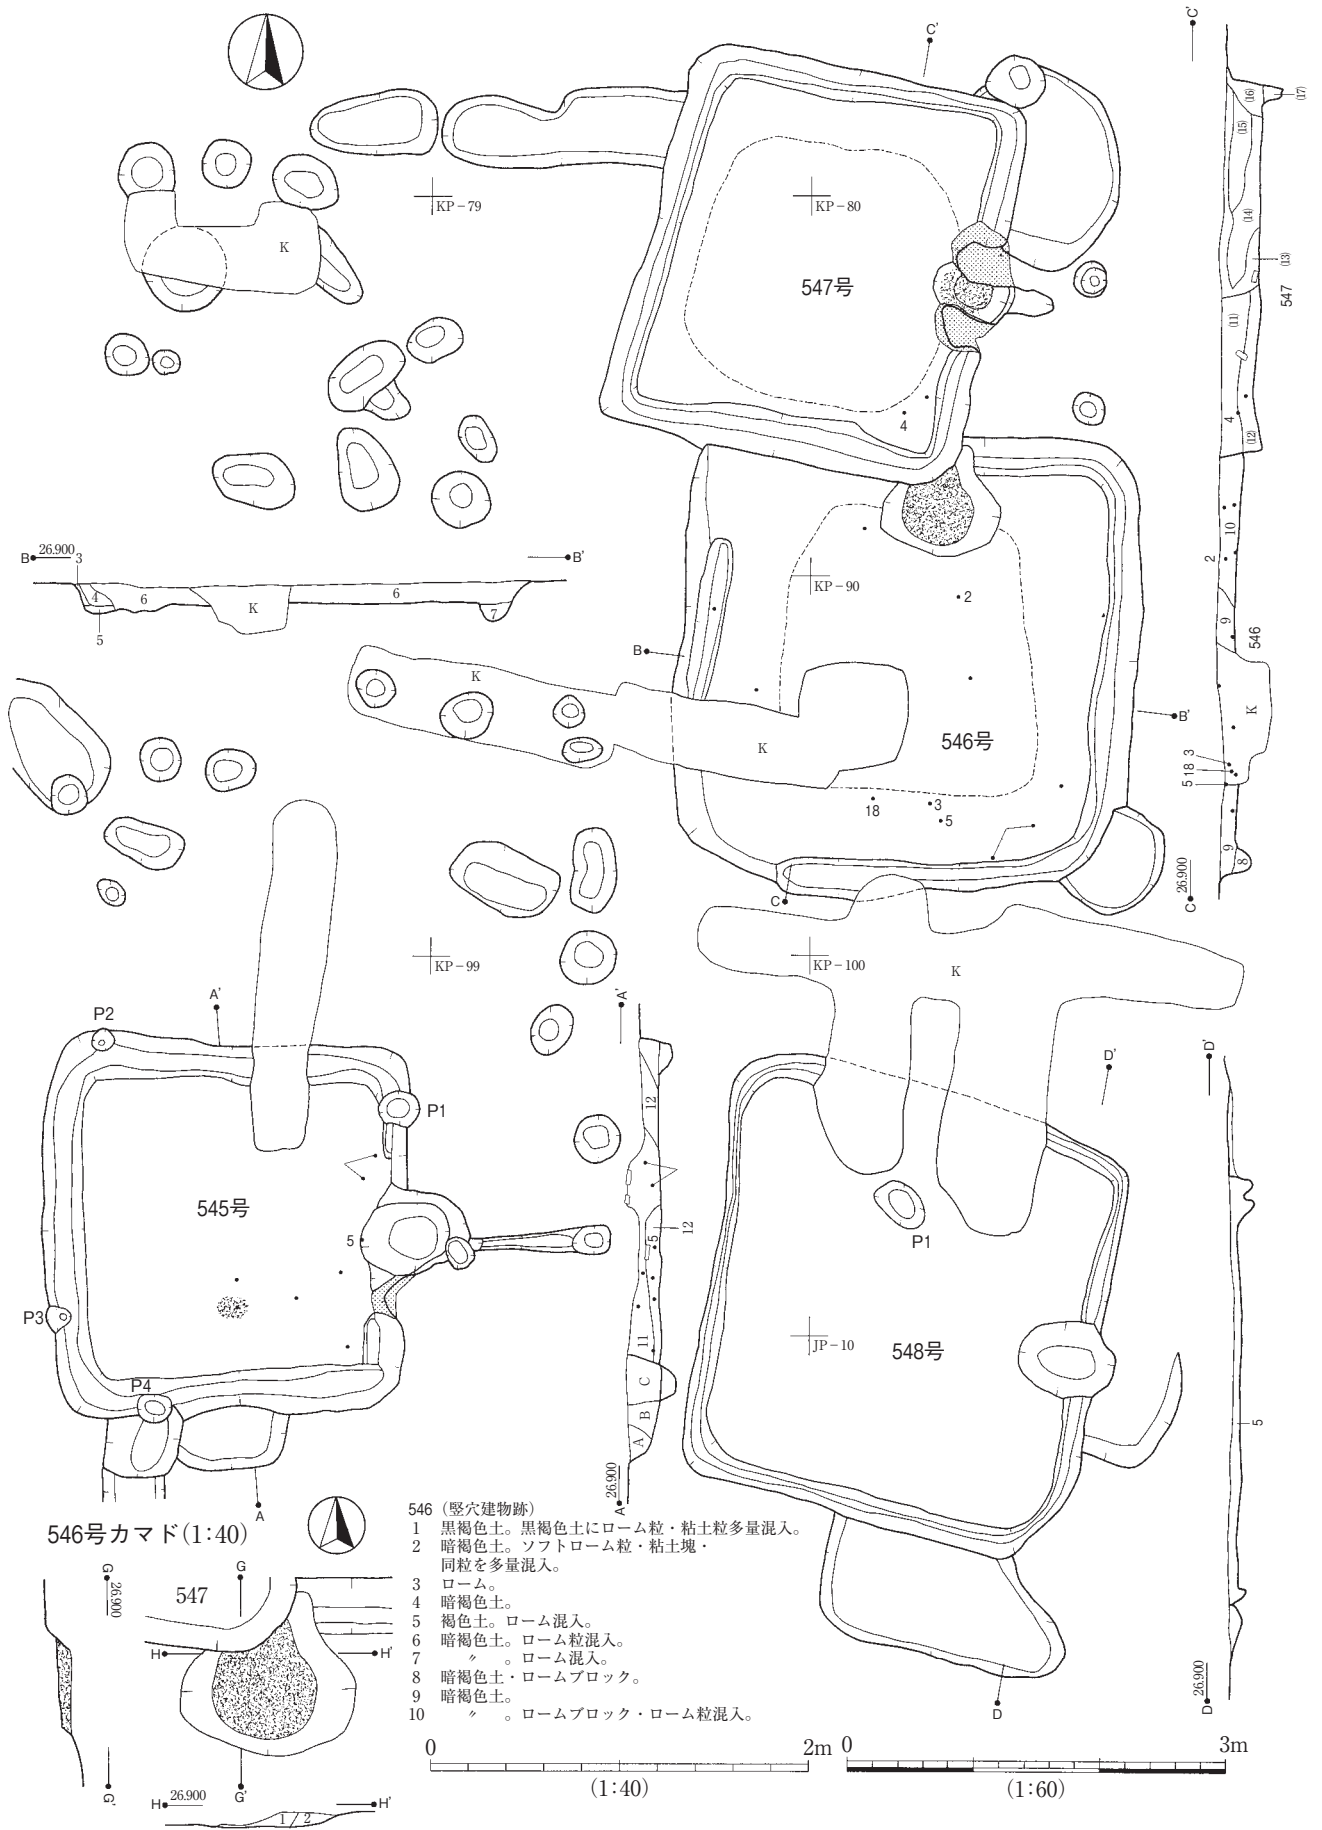 C'
C'
(17)
(16)
(15)
(14)
(13)
547
(11)
4
(12)
10
2
9
546
K
3
18
5
9
8
26.900
C
KP-79
KP-80
K
547号
4
B 26.900 3
B'
4
6
K
6
7
5
KP-90
2
B
K
K
546号
B'
18
3
5
C
KP-99
KP-100
K
A'
A'
P2
P1
545号
5
P3
P4
A
12
5
12
11
C
B
A
26.900
A
D'
D'
P1
JP-10
548号
5
D
26.900
D
546号カマド(1:40)
G
26.900
547
G
H
H'
G'
G'
H 26.900
H'
1
2
546 (竪穴建物跡)
1 黒褐色土。黒褐色土にローム粒・粘土粒多量混入。
2 暗褐色土。ソフトローム粒・粘土塊・
同粒を多量混入。
3 ローム。
4 暗褐色土。
5 褐色土。ローム混入。
6 暗褐色土。ローム粒混入。
7 〃 。ローム混入。
8 暗褐色土・ロームブロック。
9 暗褐色土。
10 〃 。ロームブロック・ローム粒混入。
0 2m
(1:40)
0 3m
(1:60)